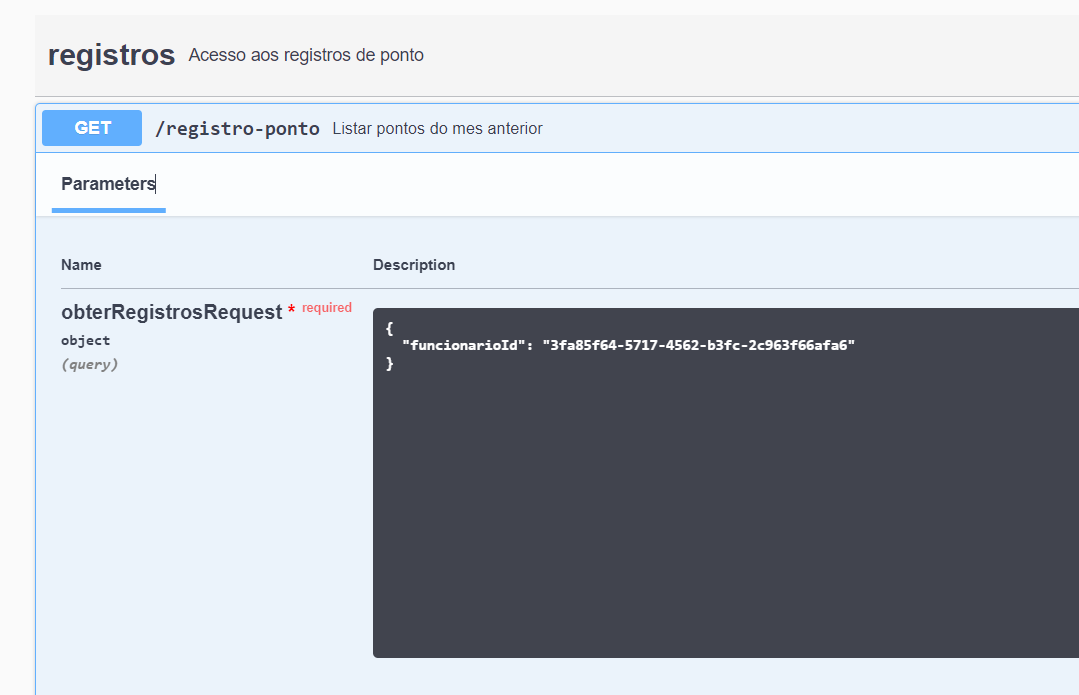 registros Acesso aos registros de ponto
GET /registro-ponto Listar pontos do mes anterior
Parameters
Name Description
obterRegistrosRequest * required
object
(query)
{
"funcionarioId": "3fa85f64-5717-4562-b3fc-2c963f66afa6"
}